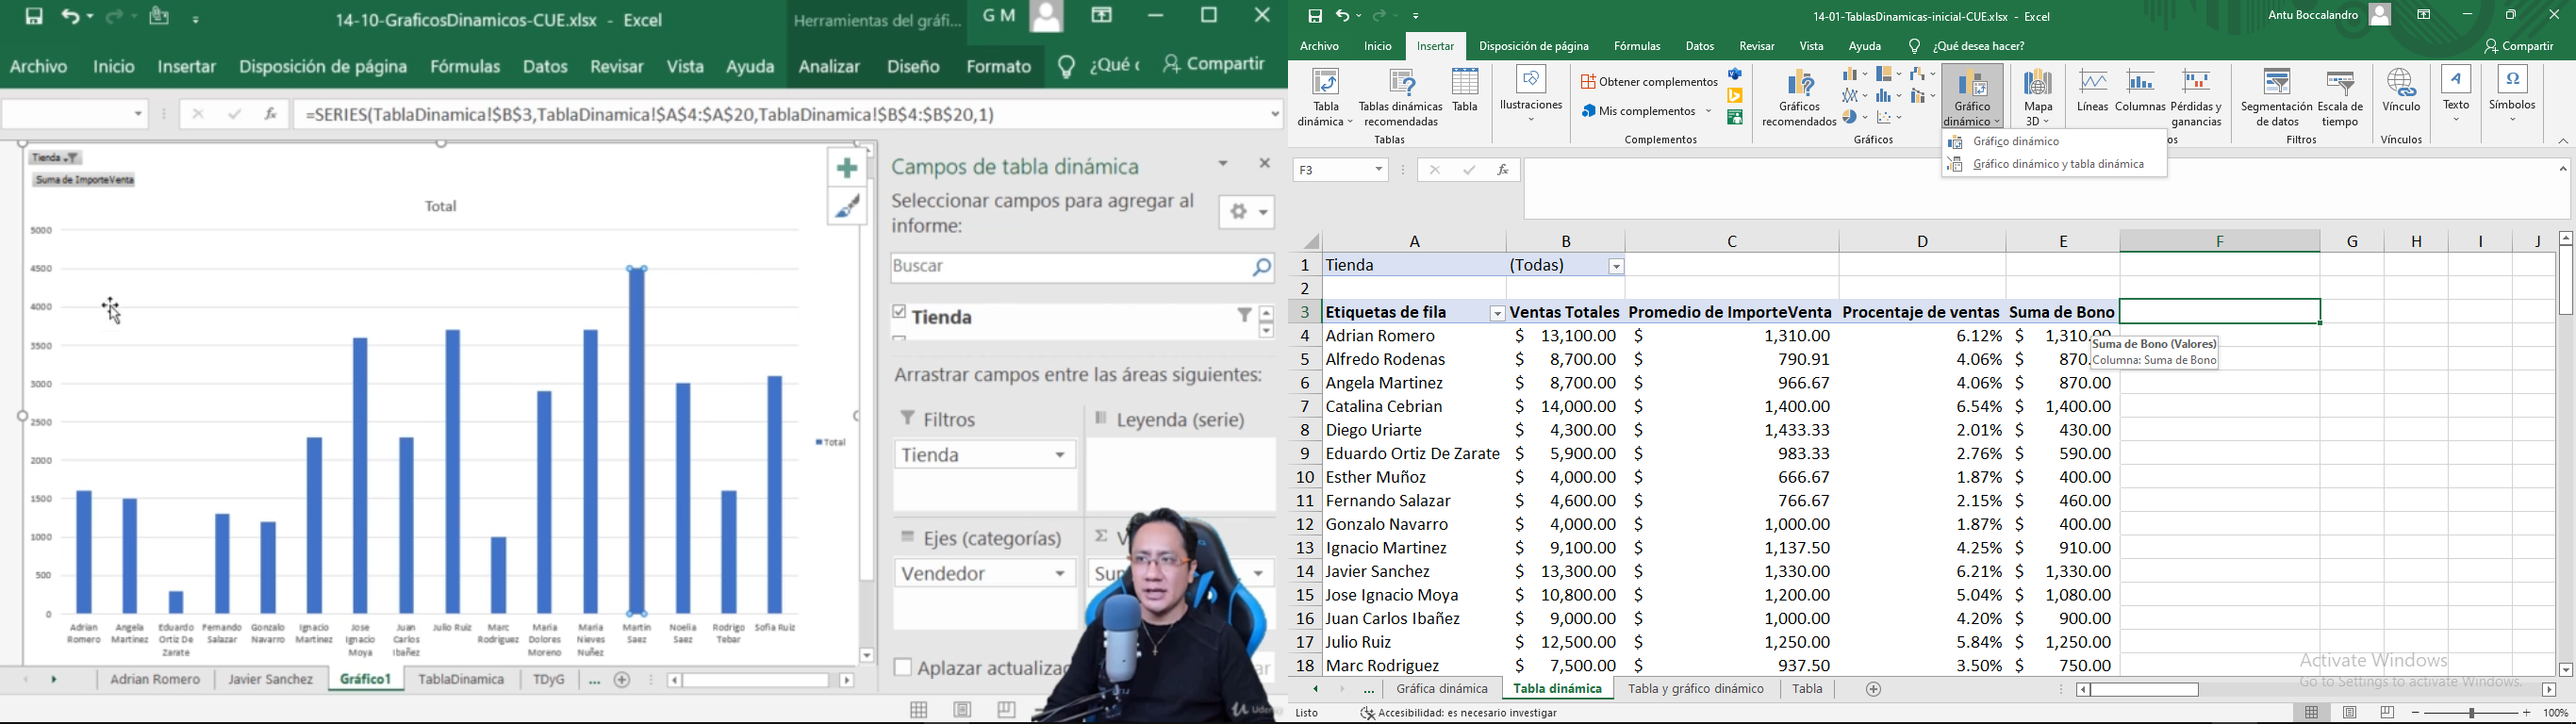 14-10-GraficosDinamicos-CUE.xlsx - Excel
Herramientas del gráfi...
G M
Archivo Inicio Insertar Disposición de página Fórmulas Datos Revisar Vista Ayuda Analizar Diseño Formato ¿Qué Compartir
fx =SERIES(TablaDinamica!$B$3,TablaDinamica!$A$4:$A$20,TablaDinamica!$B$4:$B$20,1)
Tienda
Suma de ImporteVenta
Total
5000
4500
4000
3500
3000
2500
2000
1500
1000
500
0
Total
Adrian Romero
Angela Martinez
Eduardo Ortiz De Zarate
Fernando Salazar
Gonzalo Navarro
Ignacio Martinez
Jose Ignacio Moya
Juan Carlos Ibañez
Julio Ruiz
Marc Rodriguez
Maria Dolores Moreno
Maria Nieves Nuñez
Martin Saez
Noelia Saez
Rodrigo Tebar
Sofia Ruiz
Campos de tabla dinámica
Seleccionar campos para agregar al
informe:
Buscar
Tienda
Arrastrar campos entre las áreas siguientes:
Filtros
Leyenda (serie)
Tienda
Ejes (categorías)
Σ V
Vendedor
Sum
Aplazar actualizac
ar
Adrian Romero Javier Sanchez Gráfico1 TablaDinamica TDyG ...
14-01-TablasDinamicas-inicial-CUE.xlsx - Excel
Antu Boccalandro
Archivo Inicio Insertar Disposición de página Fórmulas Datos Revisar Vista Ayuda ¿Qué desea hacer? Compartir
Tabla dinámica
Tablas dinámicas recomendadas
Tabla
Tablas
Ilustraciones
Obtener complementos
Mis complementos
Complementos
Gráficos recomendados
Gráficos
Gráfico dinámico
Mapa 3D
os
Líneas
Columnas
Pérdidas y ganancias
Segmentación de datos
Escala de tiempo
Filtros
Vínculo
Vínculos
Texto
Símbolos
Gráfico dinámico
Gráfico dinámico y tabla dinámica
F3 fx
A B C D E F G H I J
1 Tienda (Todas)
2
3 Etiquetas de fila Ventas Totales Promedio de ImporteVenta Procentaje de ventas Suma de Bono
4 Adrian Romero $ 13,100.00 $ 1,310.00 6.12% $ 1,310.00
5 Alfredo Rodenas $ 8,700.00 $ 790.91 4.06% $ 870.
6 Angela Martinez $ 8,700.00 $ 966.67 4.06% $ 870.00
7 Catalina Cebrian $ 14,000.00 $ 1,400.00 6.54% $ 1,400.00
8 Diego Uriarte $ 4,300.00 $ 1,433.33 2.01% $ 430.00
9 Eduardo Ortiz De Zarate $ 5,900.00 $ 983.33 2.76% $ 590.00
10 Esther Muñoz $ 4,000.00 $ 666.67 1.87% $ 400.00
11 Fernando Salazar $ 4,600.00 $ 766.67 2.15% $ 460.00
12 Gonzalo Navarro $ 4,000.00 $ 1,000.00 1.87% $ 400.00
13 Ignacio Martinez $ 9,100.00 $ 1,137.50 4.25% $ 910.00
14 Javier Sanchez $ 13,300.00 $ 1,330.00 6.21% $ 1,330.00
15 Jose Ignacio Moya $ 10,800.00 $ 1,200.00 5.04% $ 1,080.00
16 Juan Carlos Ibañez $ 9,000.00 $ 1,000.00 4.20% $ 900.00
17 Julio Ruiz $ 12,500.00 $ 1,250.00 5.84% $ 1,250.00
18 Marc Rodriguez $ 7,500.00 $ 937.50 3.50% $ 750.00
Suma de Bono (Valores)
Columna: Suma de Bono
Activate Windows
Go to Settings to activate Windows.
... Gráfica dinámica Tabla dinámica Tabla y gráfico dinámico Tabla
Listo Accesibilidad: es necesario investigar 100%